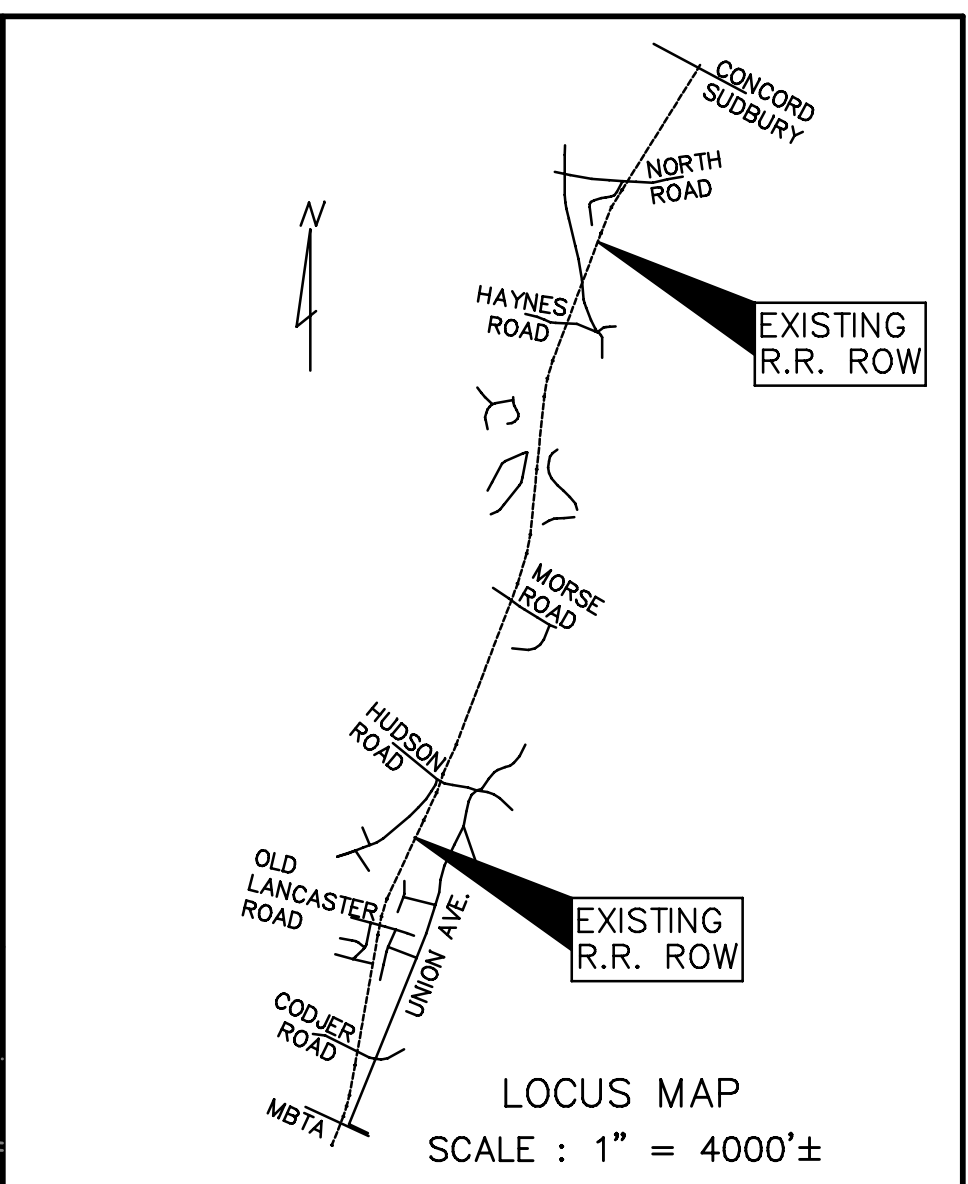 CONCORD
SUDBURY
NORTH
ROAD
N
HAYNES
ROAD
EXISTING
R.R. ROW
MORSE
ROAD
HUDSON
ROAD
OLD
LANCASTER
ROAD
UNION AVE.
EXISTING
R.R. ROW
CODJER
ROAD
MBTA
LOCUS MAP
SCALE : 1" = 4000'±